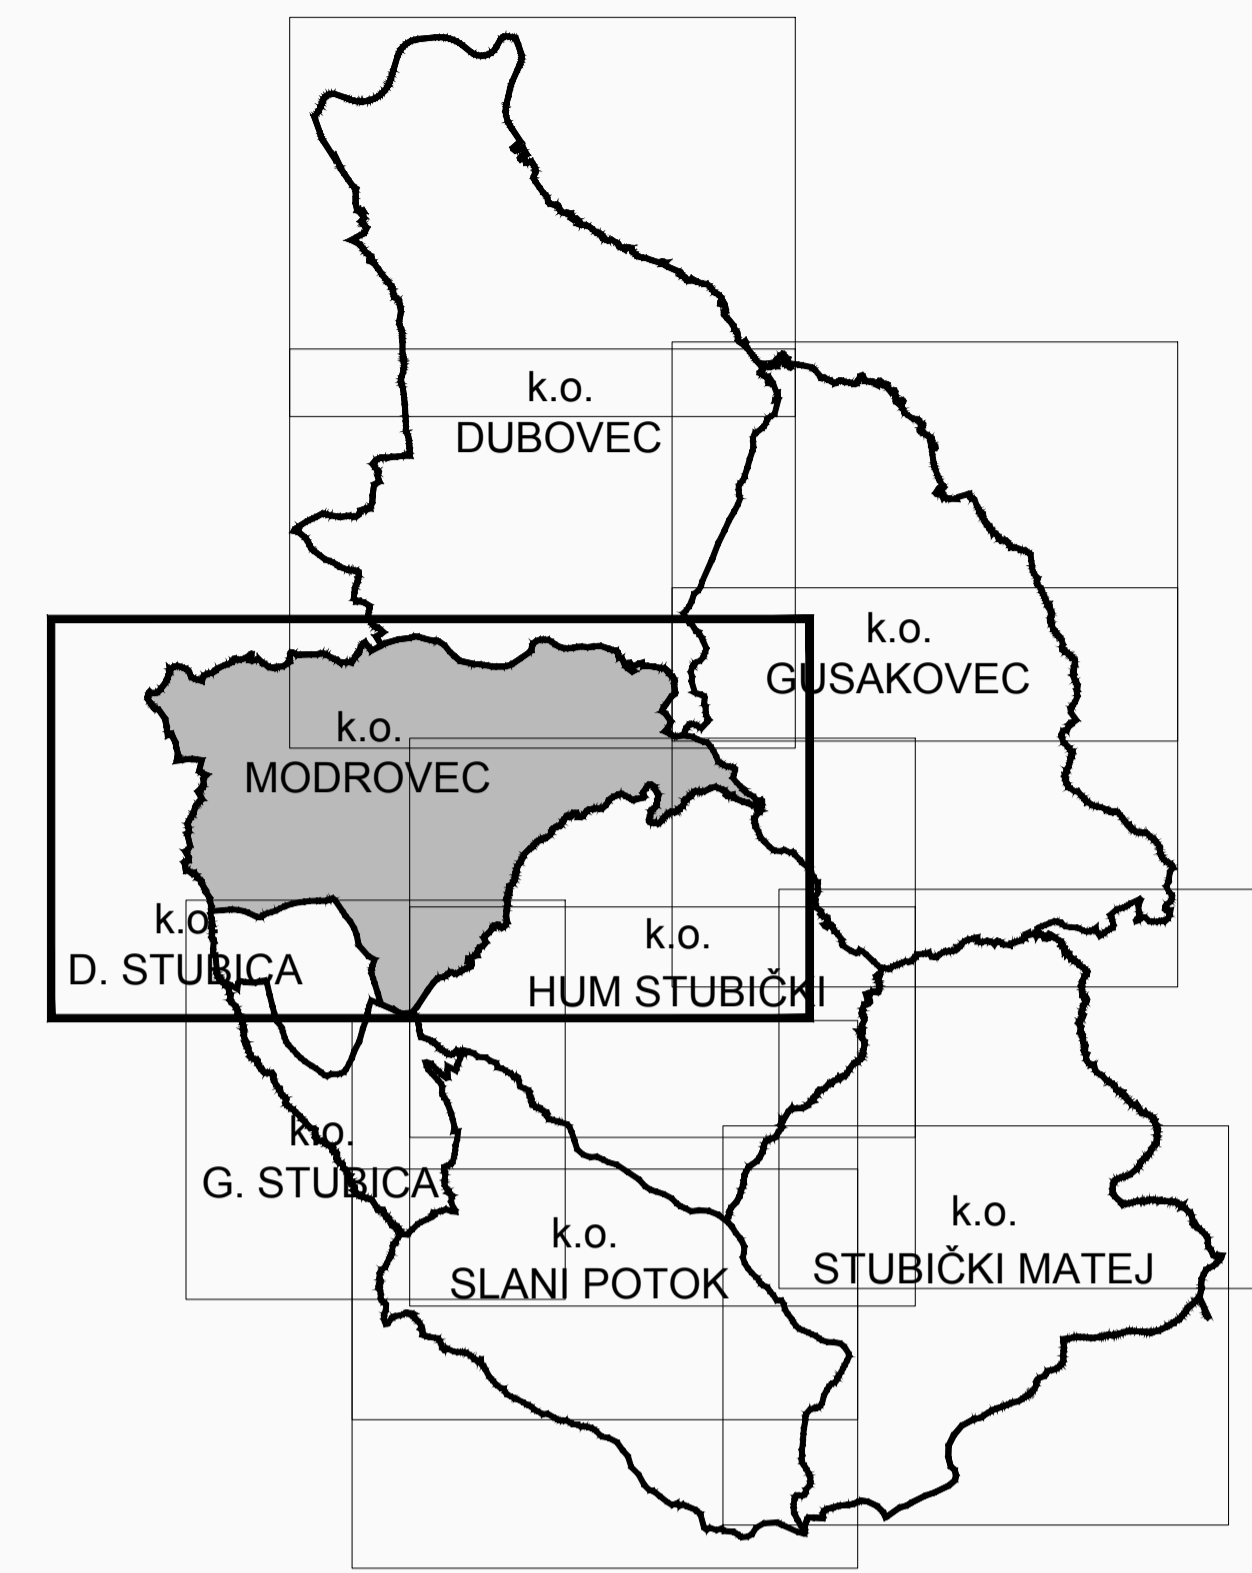 k.o.
DUBOVEC
k.o.
GUSAKOVEC
k.o.
MODROVEC
k.o.
D. STUBICA
k.o.
HUM STUBIČKI
k.o.
G. STUBICA
k.o.
SLANI POTOK
k.o.
STUBIČKI MATEJ